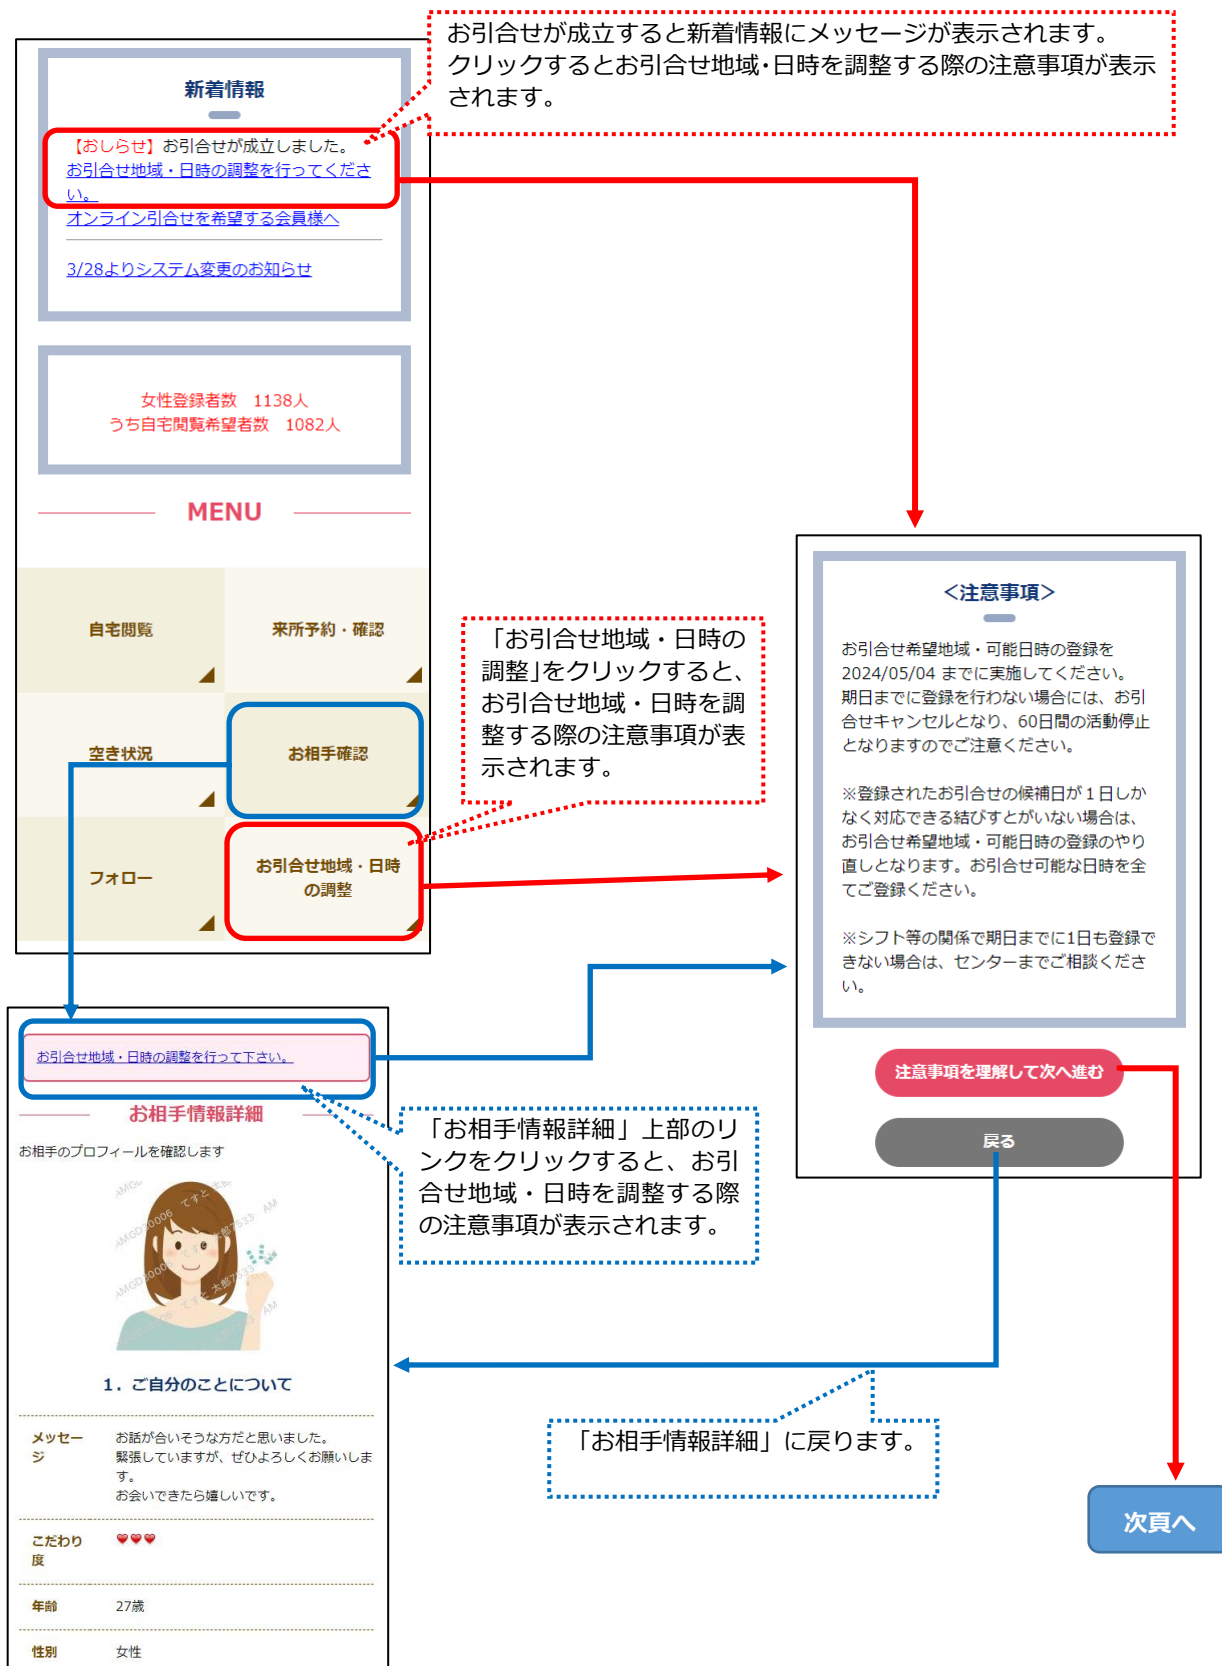 お引合せが成立すると新着情報にメッセージが表示されます。
クリックするとお引合せ地域・日時を調整する際の注意事項が表示
されます。
新着情報
【おしらせ】お引合せが成立しました。
お引合せ地域・日時の調整を行ってくださ
い。
オンライン引合せを希望する会員様へ
3/28よりシステム変更のお知らせ
女性登録者数　1138人
うち自宅閲覧希望者数　1082人
MENU
自宅閲覧
来所予約・確認
空き状況
お相手確認
フォロー
お引合せ地域・日時
の調整
「お引合せ地域・日時の
調整」をクリックすると、
お引合せ地域・日時を調
整する際の注意事項が表
示されます。
＜注意事項＞
お引合せ希望地域・可能日時の登録を
2024/05/04 までに実施してください。
期日までに登録を行わない場合には、お引
合せキャンセルとなり、60日間の活動停止
となりますのでご注意ください。
※登録されたお引合せの候補日が１日しか
なく対応できる結びすとがいない場合は、
お引合せ希望地域・可能日時の登録のやり
直しとなります。お引合せ可能な日時を全
てご登録ください。
※シフト等の関係で期日までに1日も登録で
きない場合は、センターまでご相談くださ
い。
注意事項を理解して次へ進む
戻る
お引合せ地域・日時の調整を行って下さい。
お相手情報詳細
お相手のプロフィールを確認します
「お相手情報詳細」上部のリ
ンクをクリックすると、お引
合せ地域・日時を調整する際
の注意事項が表示されます。
1．ご自分のことについて
メッセー
ジ
お話が合いそうな方だと思いました。
緊張していますが、ぜひよろしくお願いしま
す。
お会いできたら嬉しいです。
こだわり
度
年齢
27歳
性別
女性
「お相手情報詳細」に戻ります。
次頁へ